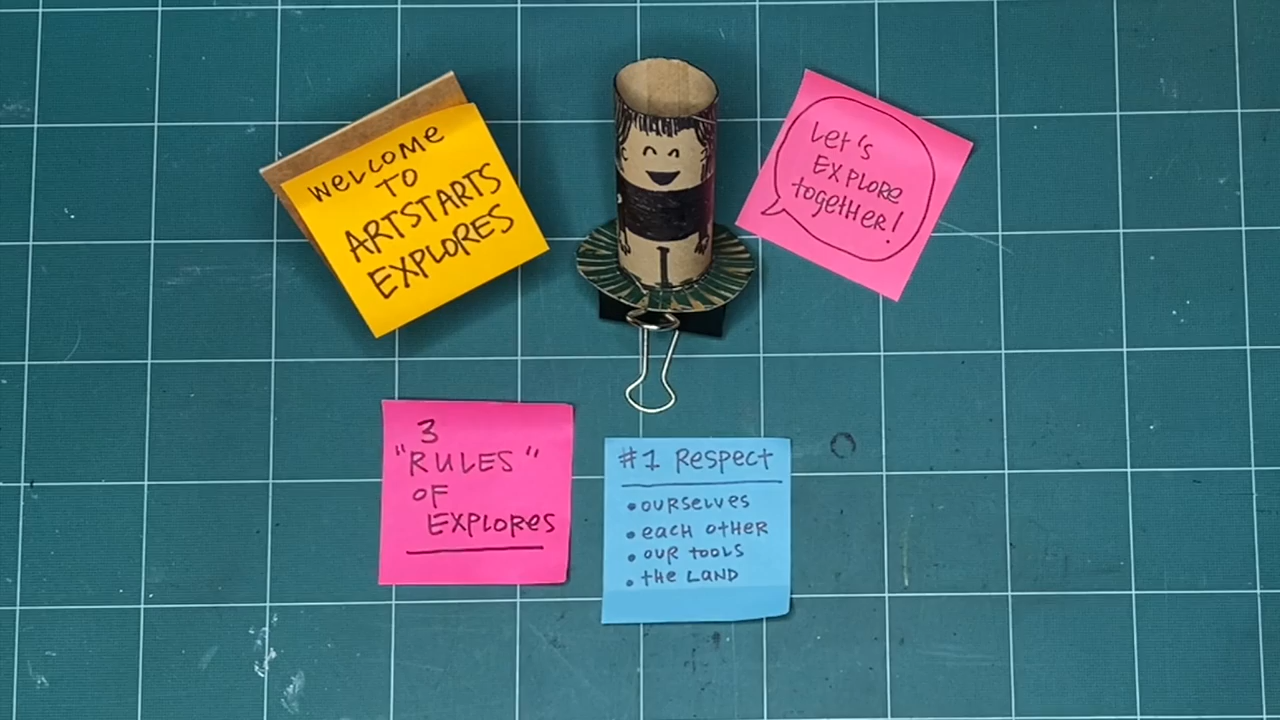 WELCOME
TO
ARTSTARTS
EXPLORES
Let's
EXPLORE
togetHer!
3
"RULES"
OF
EXPLORES
#1 Respect
• OURSELVES
• EACH OTHER
• OUR TOOLS
• the LAND